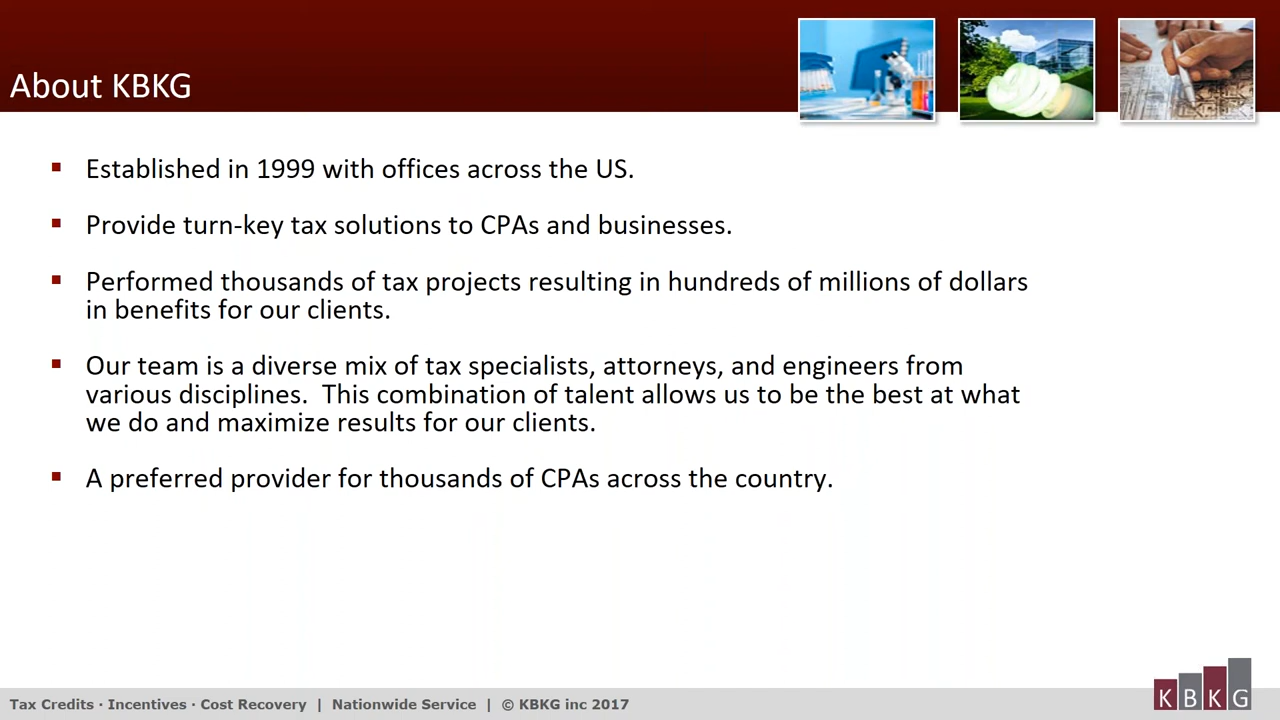 About KBKG
Established in 1999 with offices across the US.
Provide turn-key tax solutions to CPAs and businesses.
Performed thousands of tax projects resulting in hundreds of millions of dollars
in benefits for our clients.
Our team is a diverse mix of tax specialists, attorneys, and engineers from
various disciplines.  This combination of talent allows us to be the best at what
we do and maximize results for our clients.
A preferred provider for thousands of CPAs across the country.
Tax Credits · Incentives · Cost Recovery | Nationwide Service | © KBKG inc 2017
KBKG